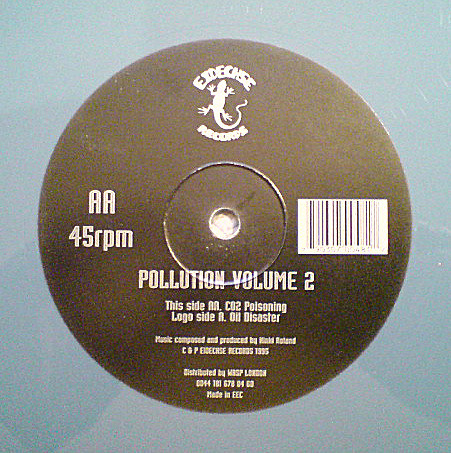 EIDECHSE
RECORDS
AA
45rpm
POLLUTION VOLUME 2
This side AA. CO2 Poisoning
Logo side A. Oil Disaster
Music composed and produced by Hinki Roland
C & P EIDECHSE RECORDS 1995
Distributed by WASP LONDON
0044 181 678 04 60
Made in EEC